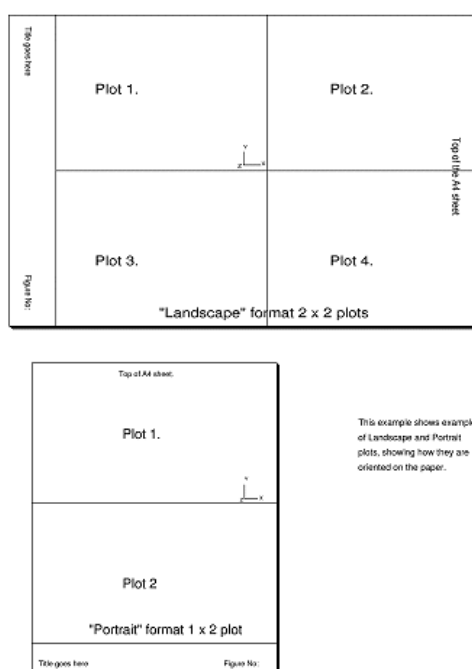 Title goes here
Plot 1.
Plot 2.
Y
Z
X
Top of the A4 sheet
Plot 3.
Plot 4.
Figure No:
"Landscape" format 2 x 2 plots
Top of A4 sheet.
Plot 1.
Y
X
This example shows example
of Landscape and Portrait
plots, showing how they are
oriented on the paper.
Plot 2
"Portrait" format 1 x 2 plot
Title goes here
Figure No: